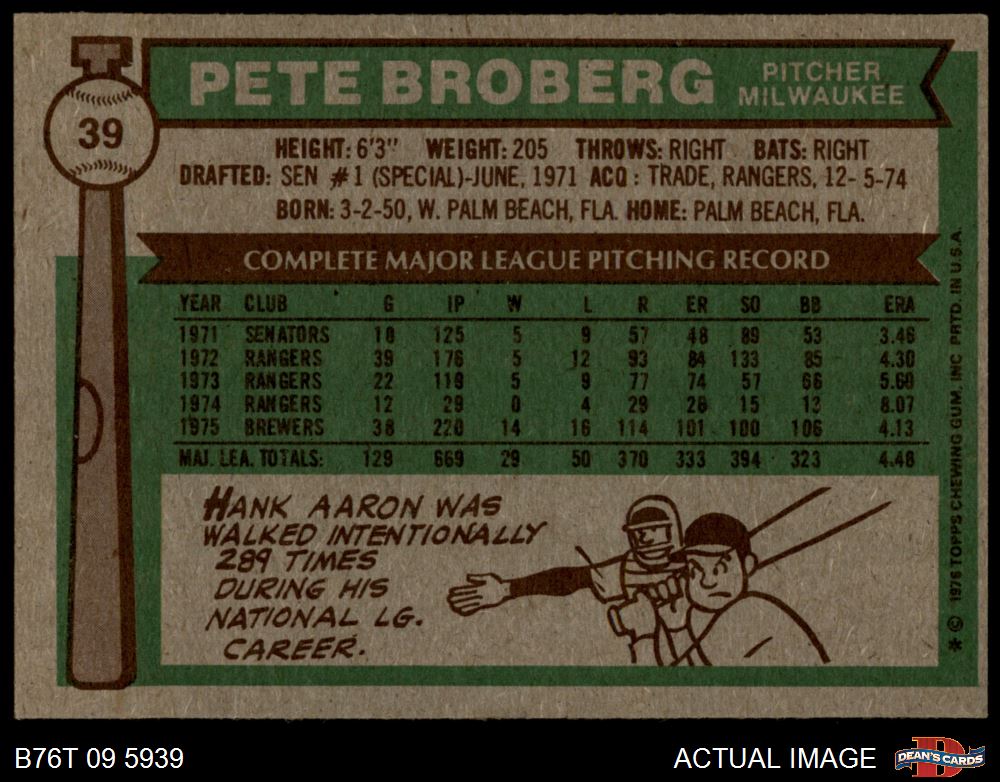 39
PETE BROBERG
PITCHER
MILWAUKEE
HEIGHT: 6'3" WEIGHT: 205 THROWS: RIGHT BATS: RIGHT
DRAFTED: SEN #1 (SPECIAL)-JUNE, 1971 ACQ: TRADE, RANGERS, 12-5-74
BORN: 3-2-50, W. PALM BEACH, FLA. HOME: PALM BEACH, FLA.
COMPLETE MAJOR LEAGUE PITCHING RECORD
YEAR CLUB G IP W L R ER SO BB ERA
1971 SENATORS 18 125 5 9 57 48 89 53 3.46
1972 RANGERS 39 176 5 12 93 84 133 85 4.30
1973 RANGERS 22 119 5 9 77 74 57 66 5.60
1974 RANGERS 12 29 0 4 29 26 15 13 8.07
1975 BREWERS 38 220 14 16 114 101 100 106 4.13
MAJ. LEA. TOTALS: 129 669 29 50 370 333 394 323 4.48
HANK AARON WAS
WALKED INTENTIONALLY
289 TIMES
DURING HIS
NATIONAL LG.
CAREER.
* © 1976 TOPPS CHEWING GUM, INC PRTD. IN U.S.A.
B76T 09 5939
ACTUAL IMAGE
D
DEAN'S CARDS